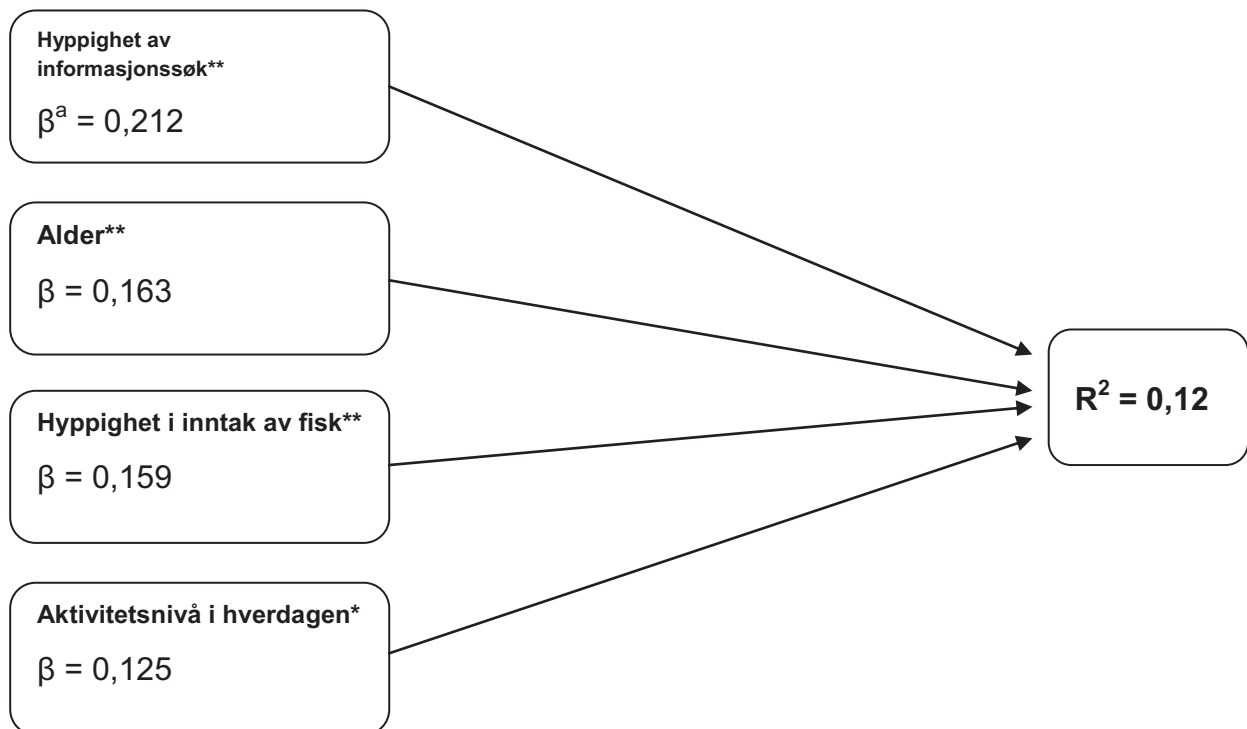 Hyppighet av
informasjonssøk**
βᵃ = 0,212
Alder**
β = 0,163
Hyppighet i inntak av fisk**
β = 0,159
Aktivitetsnivå i hverdagen*
β = 0,125
R² = 0,12